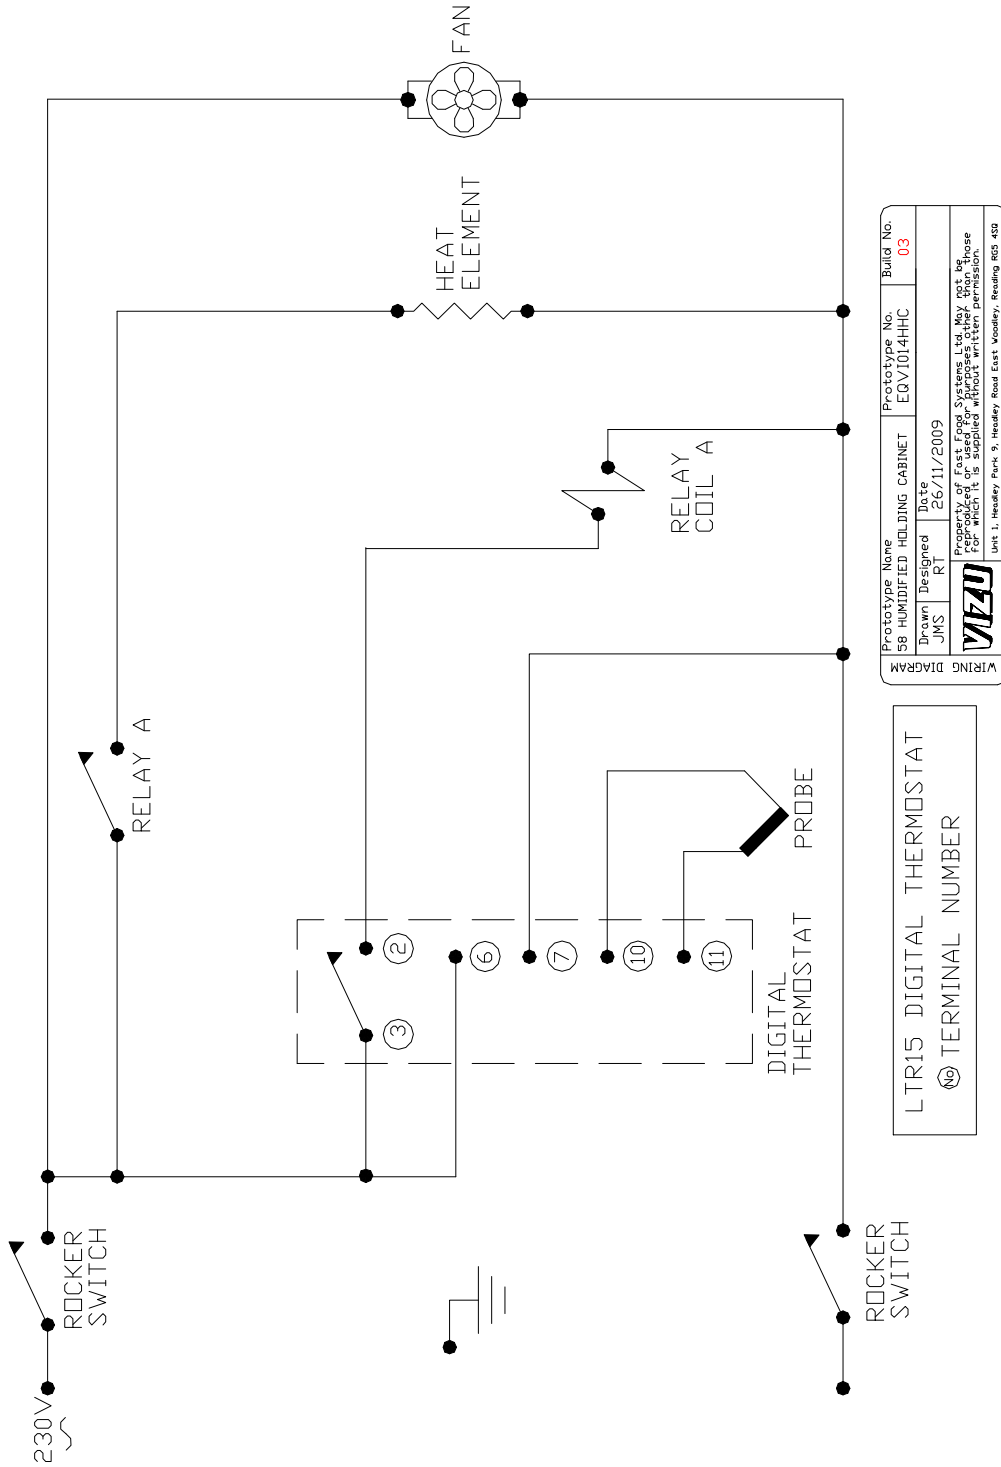 230V
ROCKER
SWITCH
RELAY A
HEAT
ELEMENT
FAN
3
2
6
7
10
11
DIGITAL
THERMOSTAT
PROBE
RELAY
COIL A
ROCKER
SWITCH
LTR15 DIGITAL THERMOSTAT
No TERMINAL NUMBER
WIRING DIAGRAM
Prototype Name
58 HUMIDIFIED HOLDING CABINET
Prototype No.
EQVI014HHC
Build No.
03
Drawn
JMS
Designed
RT
Date
26/11/2009
VIZU
Property of Fast Food Systems Ltd. May not be
reproduced or used for purposes other than those
for which it is supplied without written permission.
Unit 1, Headley Park 9, Headley Road East Woodley, Reading RG5 4SQ